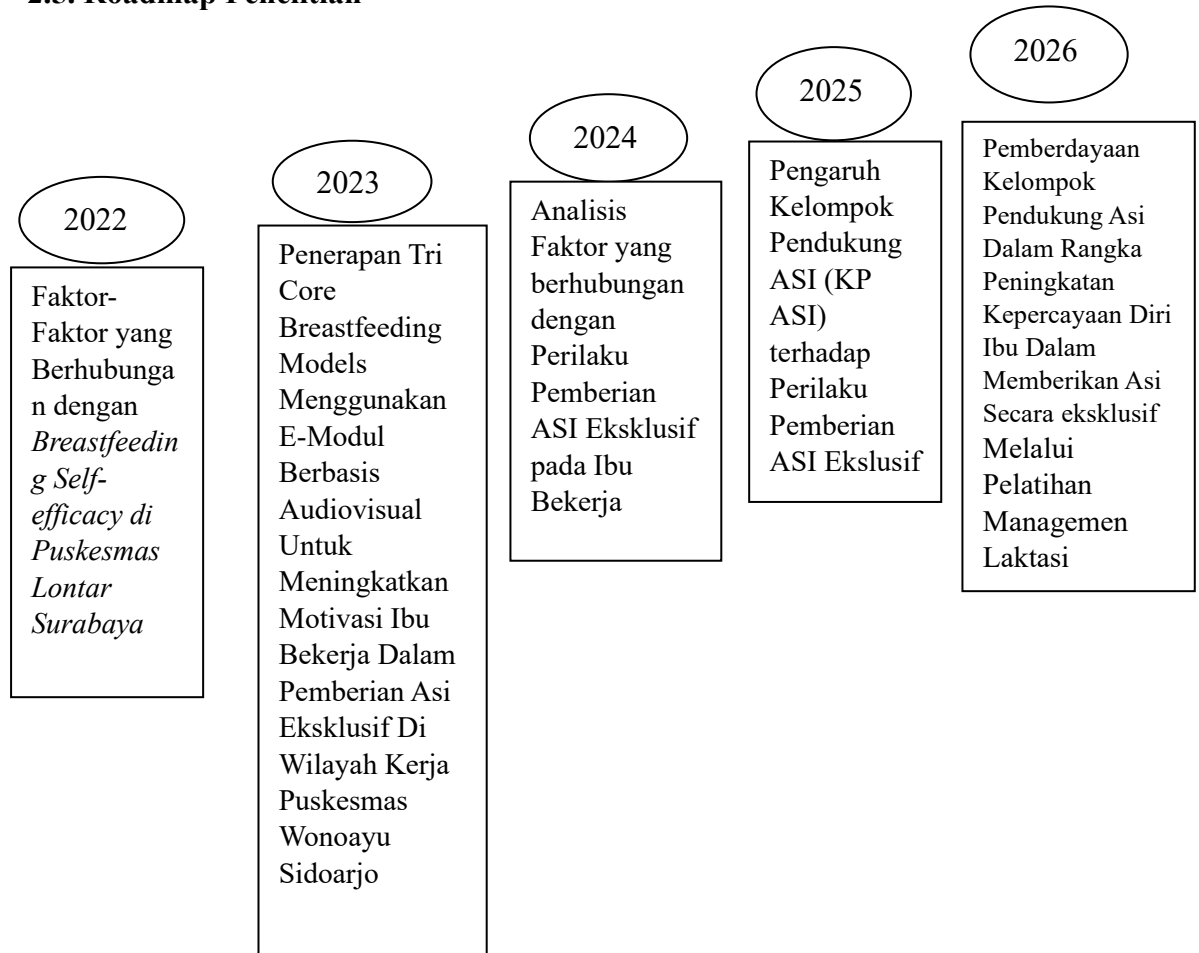 2022
Faktor-
Faktor yang
Berhubunga
n dengan
Breastfeedin
g Self-
efficacy di
Puskesmas
Lontar
Surabaya
2023
Penerapan Tri
Core
Breastfeeding
Models
Menggunakan
E-Modul
Berbasis
Audiovisual
Untuk
Meningkatkan
Motivasi Ibu
Bekerja Dalam
Pemberian Asi
Eksklusif Di
Wilayah Kerja
Puskesmas
Wonoayu
Sidoarjo
2024
Analisis
Faktor yang
berhubungan
dengan
Perilaku
Pemberian
ASI Eksklusif
pada Ibu
Bekerja
2025
Pengaruh
Kelompok
Pendukung
ASI (KP
ASI)
terhadap
Perilaku
Pemberian
ASI Ekslusif
2026
Pemberdayaan
Kelompok
Pendukung Asi
Dalam Rangka
Peningkatan
Kepercayaan Diri
Ibu Dalam
Memberikan Asi
Secara eksklusif
Melalui
Pelatihan
Managemen
Laktasi